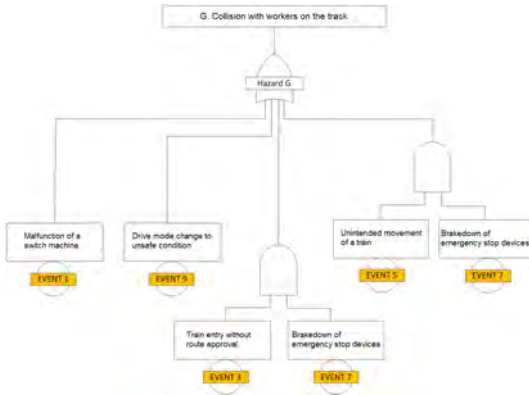 G. Collision with workers on the track
Hazard G
Malfunction of a
switch machine
EVENT 1
Drive mode change to
unsafe condition
EVENT 9
Unintended movement
of a train
EVENT 5
Brakedown of
emergency stop devices
EVENT 7
Train entry without
route approval
EVENT 3
Brakedown of
emergency stop devices
EVENT 7